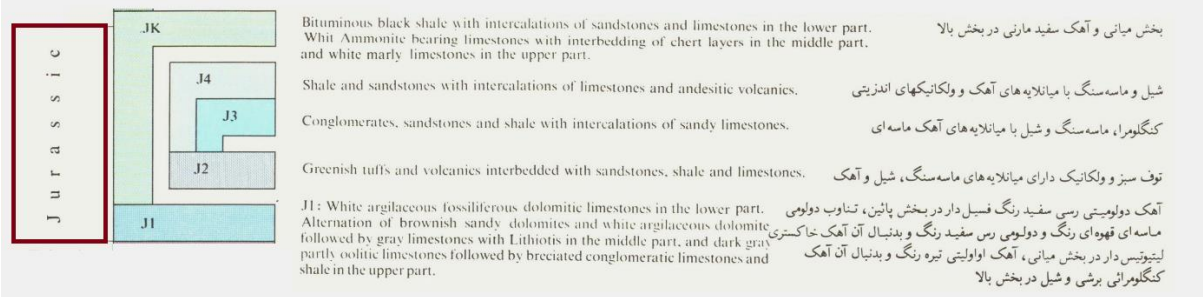 Jurassic
JK
Bituminous black shale with intercalations of sandstones and limestones in the lower part.
Whit Ammonite bearing limestones with interbedding of chert layers in the middle part,
and white marly limestones in the upper part.
بخش میانی و آهک سفید مارنی در بخش بالا
J4
Shale and sandstones with intercalations of limestones and andesitic volcanics.
شیل و ماسه‌سنگ با میانلایه‌های آهک و ولکانیکهای اندزیتی
J3
Conglomerates, sandstones and shale with intercalations of sandy limestones.
کنگلومرا، ماسه‌سنگ و شیل با میانلایه‌های آهک ماسه‌ای
J2
Greenish tuffs and volcanics interbedded with sandstones, shale and limestones.
توف سبز و ولکانیک دارای میانلایه‌های ماسه‌سنگ، شیل و آهک
J1
J1: White argilaceous fossiliferous dolomitic limestones in the lower part.
Alternation of brownish sandy dolomites and white argilaceous dolomite
followed by gray limestones with Lithiotis in the middle part, and dark gray
partly oolitic limestones followed by breciated conglomeratic limestones and
shale in the upper part.
آهک دولومیتی رسی سفید رنگ فسیل دار در بخش پائین، تناوب دولومی
ماسه‌ای قهوه‌ای رنگ و دولومی رس سفید رنگ و بدنبال آن آهک خاکستری
لیتیوتیس دار در بخش میانی، آهک اواولیتی تیره رنگ و بدنبال آن آهک
کنگلومرائی برشی و شیل در بخش بالا